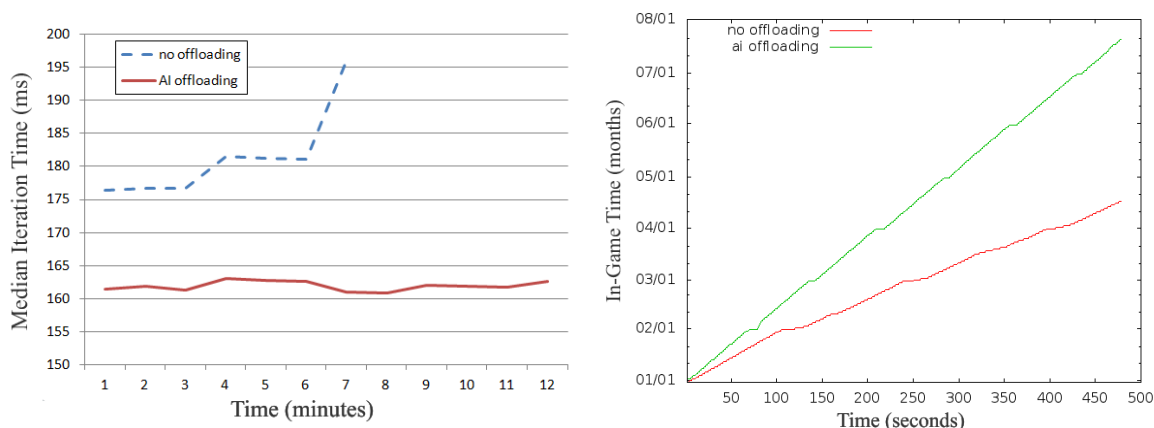 200
195
190
185
180
175
170
165
160
155
150
Median Iteration Time (ms)
no offloading
AI offloading
1 2 3 4 5 6 7 8 9 10 11 12
Time (minutes)
08/01
07/01
06/01
05/01
04/01
03/01
02/01
01/01
In-Game Time (months)
no offloading
ai offloading
50 100 150 200 250 300 350 400 450 500
Time (seconds)